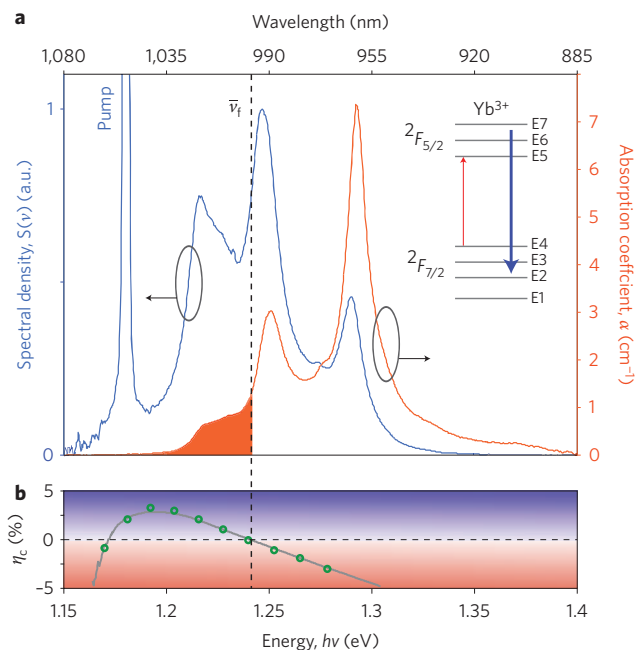 a
Wavelength (nm)
1,080 1,035 990 955 920 885
Pump
ν̄f
Yb3+
2F5/2
E7
E6
E5
2F7/2
E4
E3
E2
E1
Spectral density, S(ν) (a.u.)
1
0
Absorption coeffcient, α (cm−1)
7
6
5
4
3
2
1
0
b
ηc (%)
5
0
−5
1.15 1.2 1.25 1.3 1.35 1.4
Energy, hν (eV)